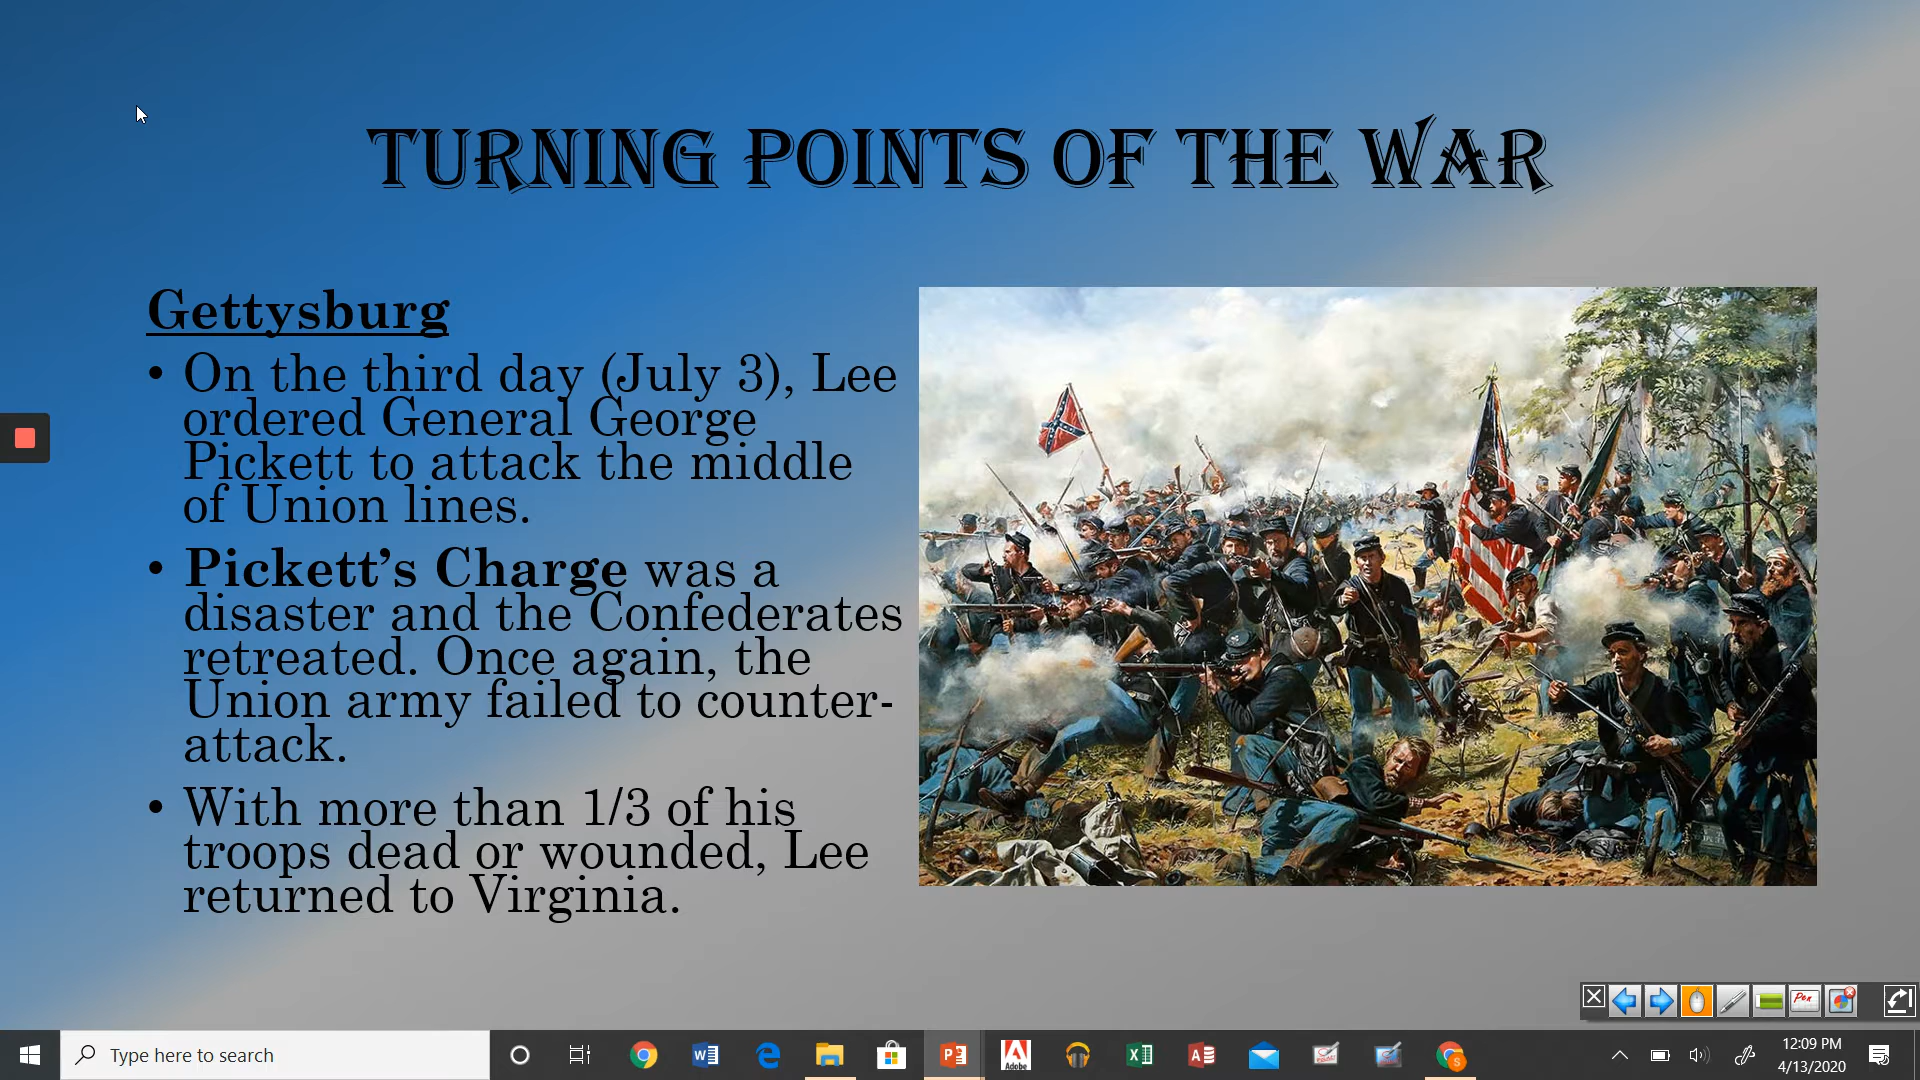 TURNING POINTS OF THE WAR
Gettysburg
• On the third day (July 3), Lee
ordered General George
Pickett to attack the middle
of Union lines.
• Pickett’s Charge was a
disaster and the Confederates
retreated. Once again, the
Union army failed to counter-
attack.
• With more than 1/3 of his
troops dead or wounded, Lee
returned to Virginia.
Pen
Type here to search
Adobe
12:09 PM
4/13/2020